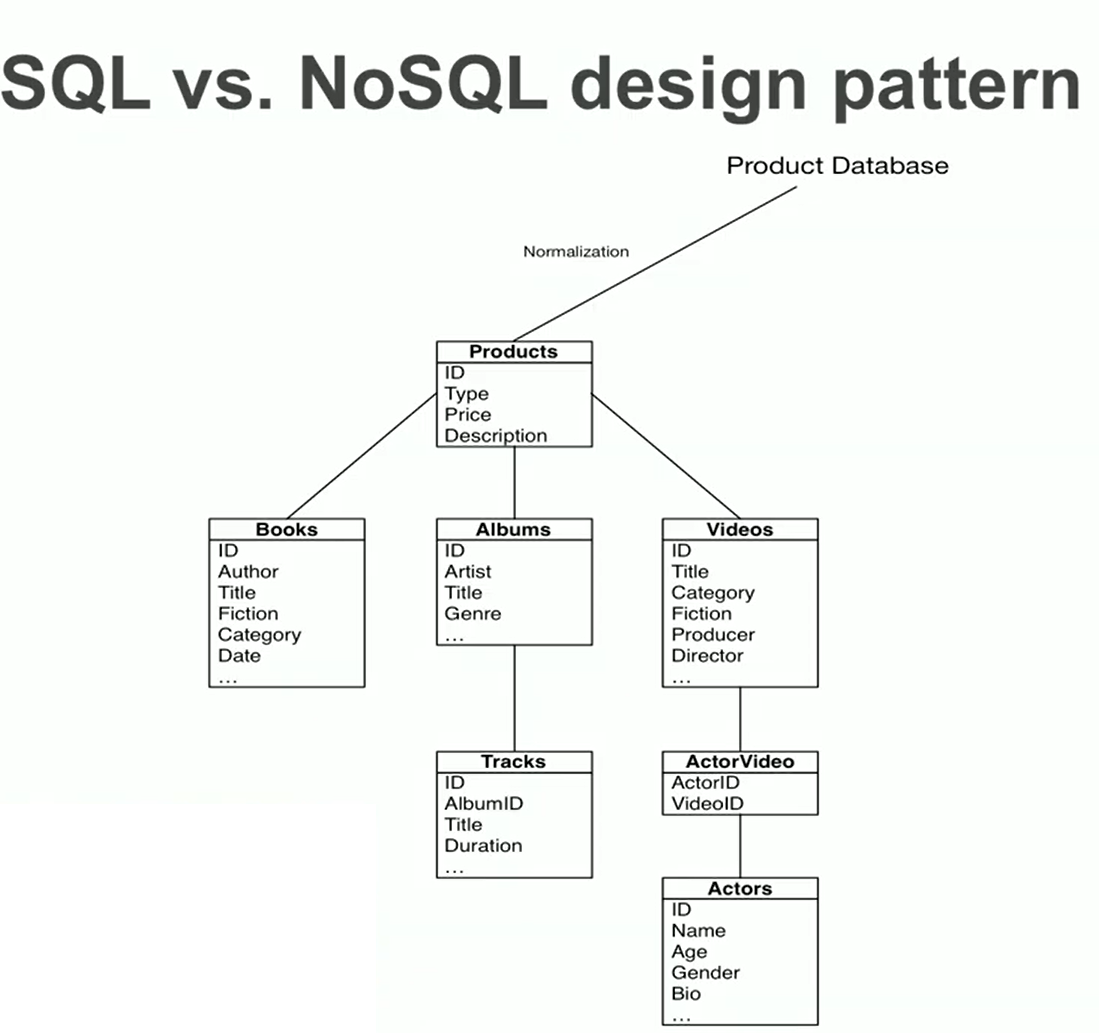 SQL vs. NoSQL design pattern
Product Database
Normalization
Products
ID
Type
Price
Description
Books
ID
Author
Title
Fiction
Category
Date
...
Albums
ID
Artist
Title
Genre
...
Videos
ID
Title
Category
Fiction
Producer
Director
...
Tracks
ID
AlbumID
Title
Duration
...
ActorVideo
ActorID
VideoID
Actors
ID
Name
Age
Gender
Bio
...